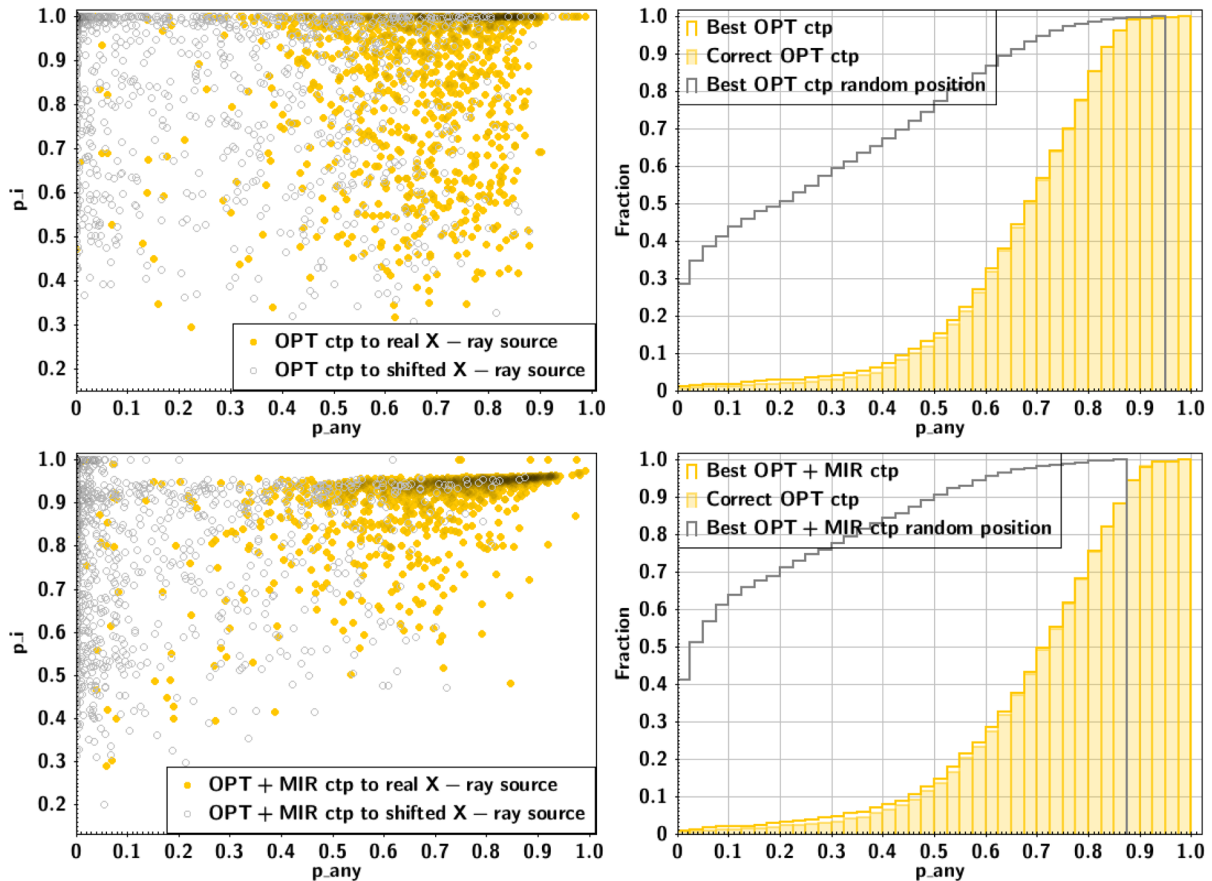 1.0
0.9
0.8
0.7
0.6
0.5
0.4
0.3
0.2
p_i
OPT ctp to real X – ray source
OPT ctp to shifted X – ray source
0 0.1 0.2 0.3 0.4 0.5 0.6 0.7 0.8 0.9 1.0
p_any
1.0
0.9
0.8
0.7
0.6
0.5
0.4
0.3
0.2
0.1
0
Fraction
Best OPT ctp
Correct OPT ctp
Best OPT ctp random position
0 0.1 0.2 0.3 0.4 0.5 0.6 0.7 0.8 0.9 1.0
p_any
1.0
0.9
0.8
0.7
0.6
0.5
0.4
0.3
0.2
p_i
OPT + MIR ctp to real X – ray source
OPT + MIR ctp to shifted X – ray source
0 0.1 0.2 0.3 0.4 0.5 0.6 0.7 0.8 0.9 1.0
p_any
1.0
0.9
0.8
0.7
0.6
0.5
0.4
0.3
0.2
0.1
0
Fraction
Best OPT + MIR ctp
Correct OPT ctp
Best OPT + MIR ctp random position
0 0.1 0.2 0.3 0.4 0.5 0.6 0.7 0.8 0.9 1.0
p_any